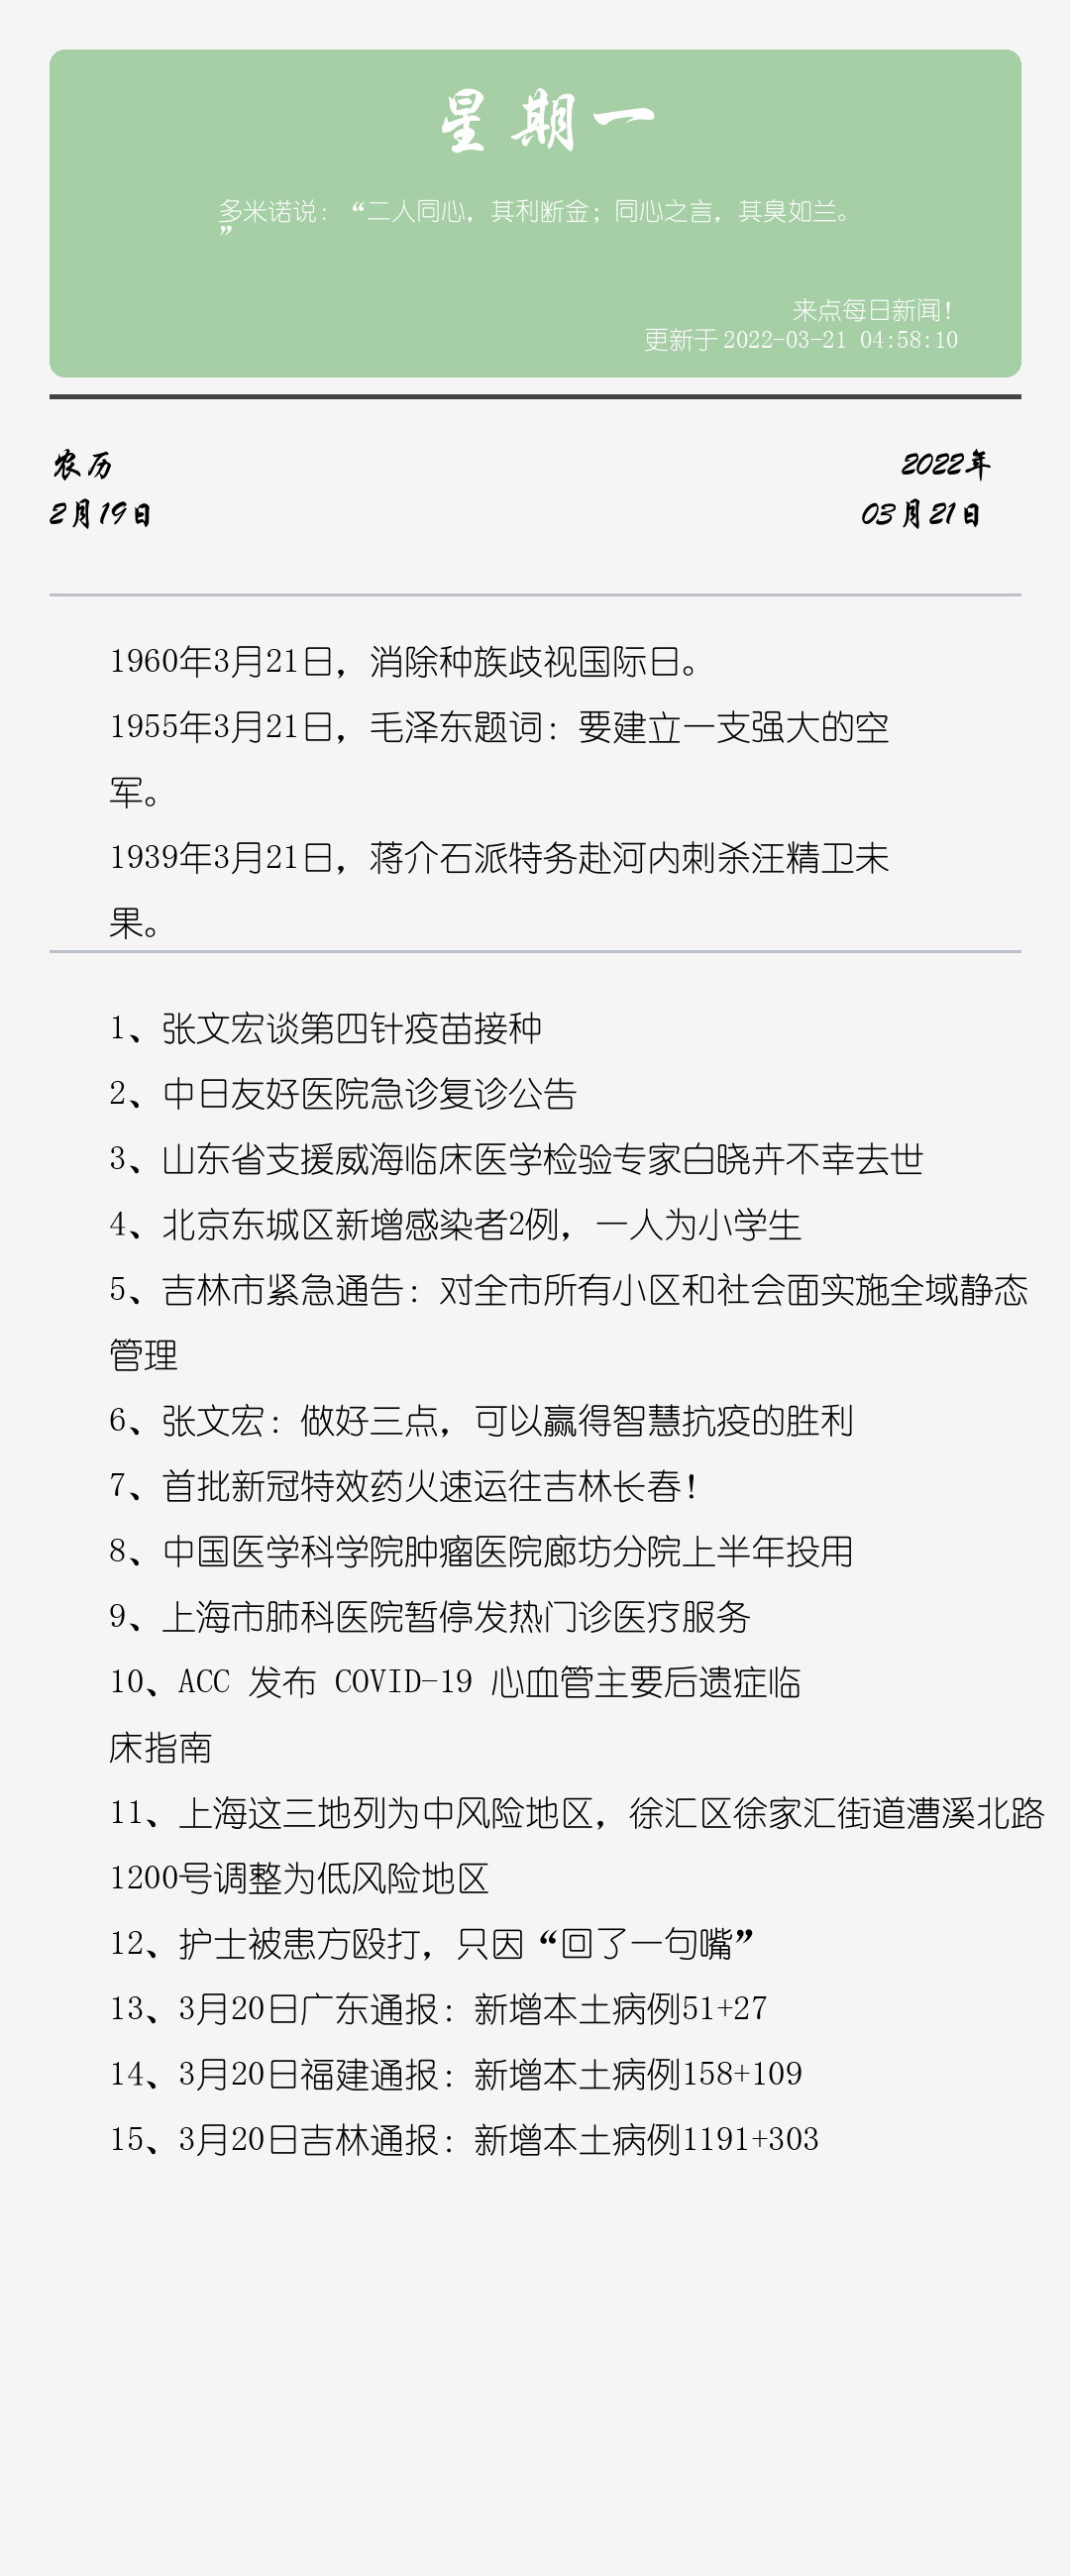 星期一
多米诺说：“二人同心，其利断金；同心之言，其臭如兰。
”
来点每日新闻！
更新于2022-03-21 04:58:10
农历
2022年
2月19日
03月21日
1960年3月21日，消除种族歧视国际日。
1955年3月21日，毛泽东题词：要建立一支强大的空
军。
1939年3月21日，蒋介石派特务赴河内刺杀汪精卫未
果。
1、张文宏谈第四针疫苗接种
2、中日友好医院急诊复诊公告
3、山东省支援威海临床医学检验专家白晓卉不幸去世
4、北京东城区新增感染者2例，一人为小学生
5、吉林市紧急通告：对全市所有小区和社会面实施全域静态
管理
6、张文宏：做好三点，可以赢得智慧抗疫的胜利
7、首批新冠特效药火速运往吉林长春！
8、中国医学科学院肿瘤医院廊坊分院上半年投用
9、上海市肺科医院暂停发热门诊医疗服务
10、ACC 发布 COVID-19 心血管主要后遗症临
床指南
11、上海这三地列为中风险地区，徐汇区徐家汇街道漕溪北路
1200号调整为低风险地区
12、护士被患方殴打，只因“回了一句嘴”
13、3月20日广东通报：新增本土病例51+27
14、3月20日福建通报：新增本土病例158+109
15、3月20日吉林通报：新增本土病例1191+303